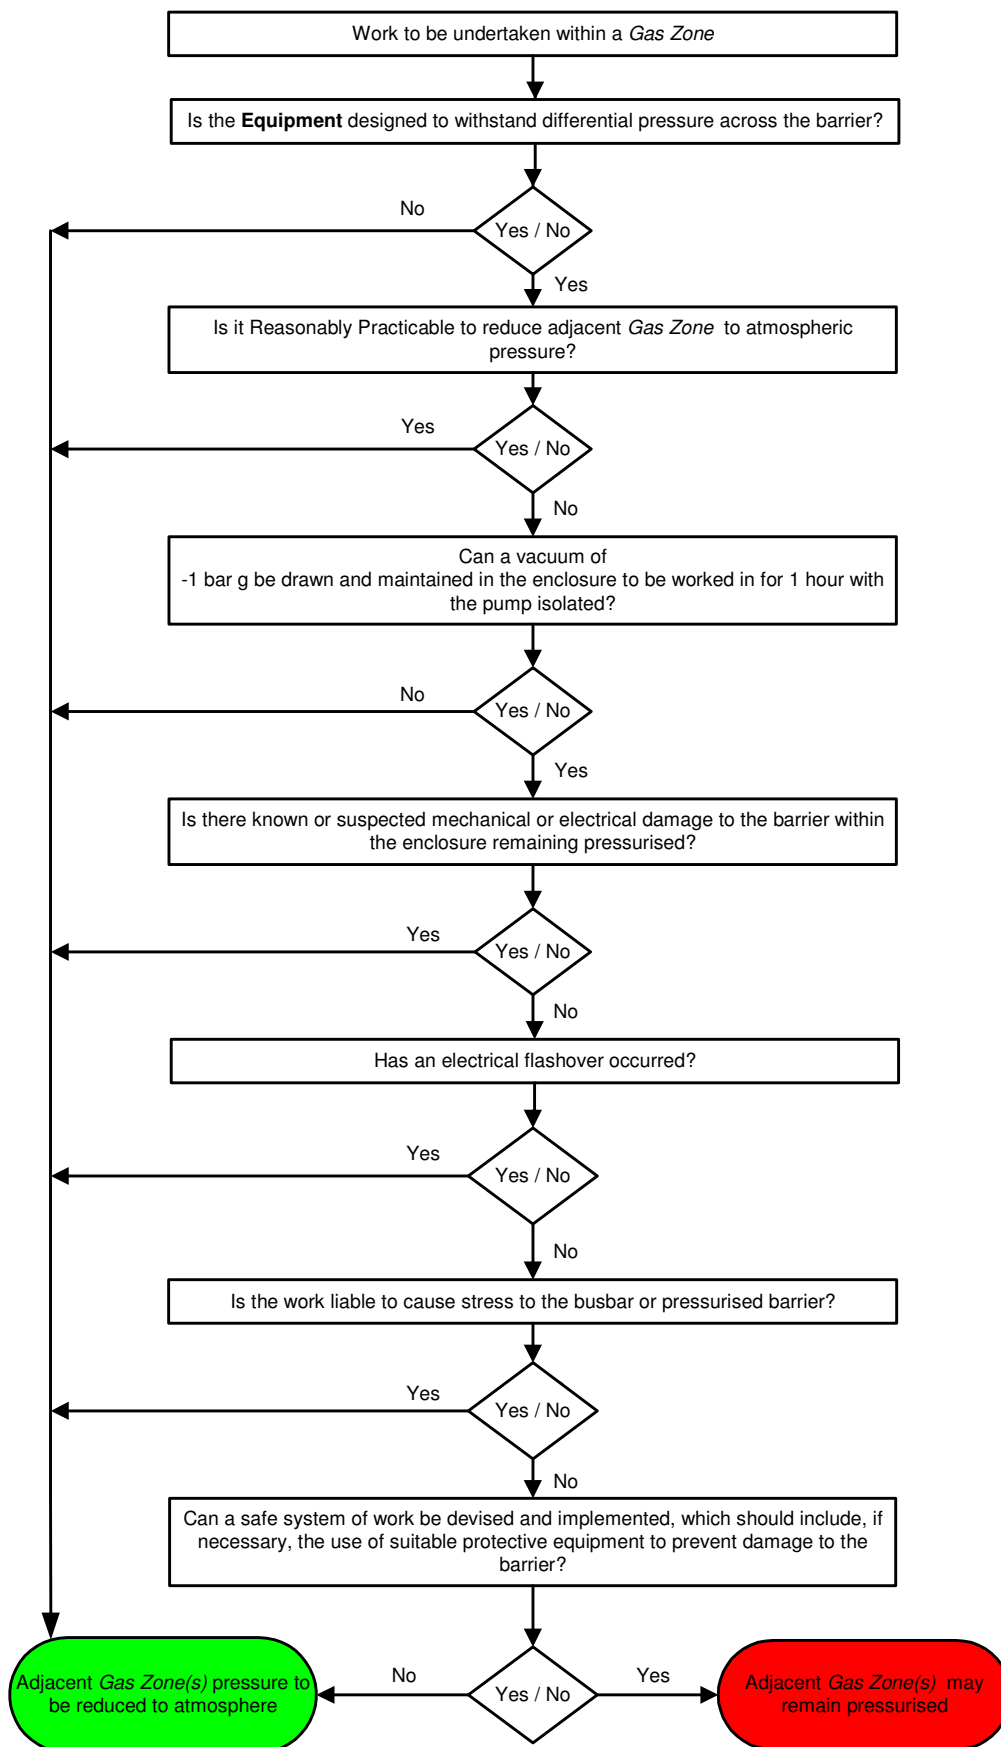 Work to be undertaken within a Gas Zone
Is the Equipment designed to withstand differential pressure across the barrier?
No
Yes / No
Yes
Is it Reasonably Practicable to reduce adjacent Gas Zone to atmospheric
pressure?
Yes
Yes / No
No
Can a vacuum of
-1 bar g be drawn and maintained in the enclosure to be worked in for 1 hour with
the pump isolated?
No
Yes / No
Yes
Is there known or suspected mechanical or electrical damage to the barrier within
the enclosure remaining pressurised?
Yes
Yes / No
No
Has an electrical flashover occurred?
Yes
Yes / No
No
Is the work liable to cause stress to the busbar or pressurised barrier?
Yes
Yes / No
No
Can a safe system of work be devised and implemented, which should include, if
necessary, the use of suitable protective equipment to prevent damage to the
barrier?
Adjacent Gas Zone(s) pressure to
be reduced to atmosphere
No
Yes / No
Yes
Adjacent Gas Zone(s) may
remain pressurised